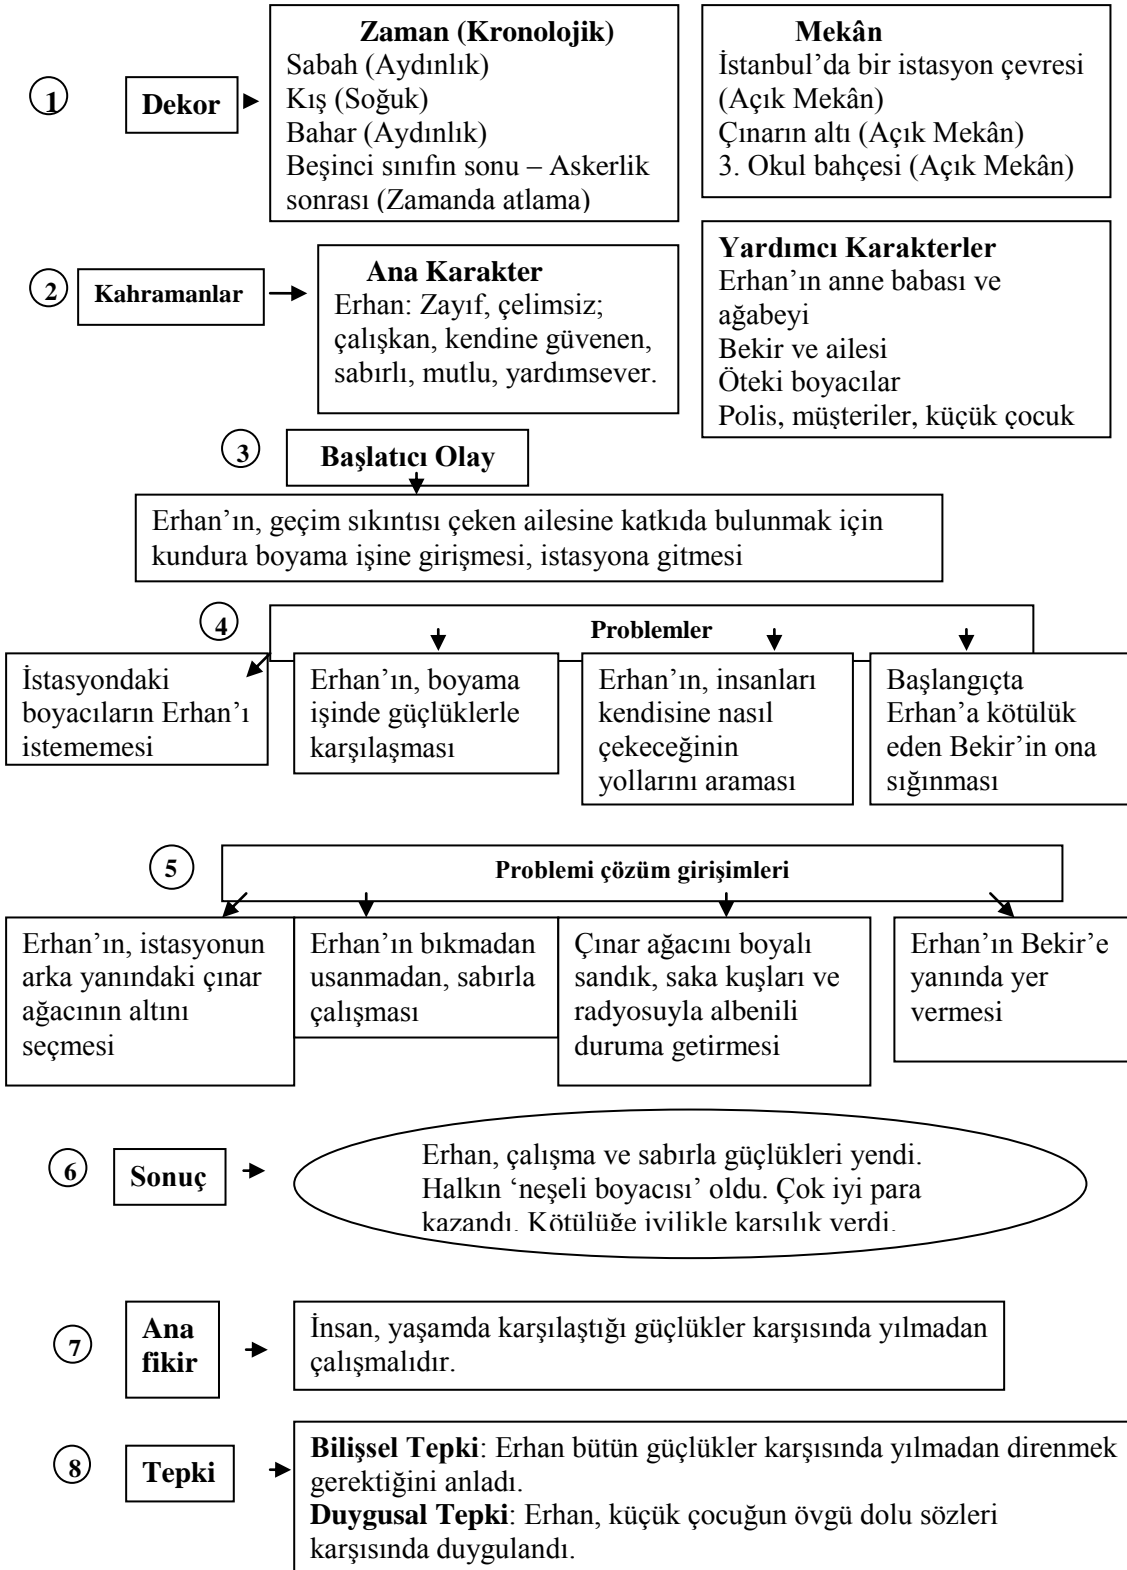 1
Dekor
Zaman (Kronolojik)
Sabah (Aydınlık)
Kış (Soğuk)
Bahar (Aydınlık)
Beşinci sınıfın sonu – Askerlik
sonrası (Zamanda atlama)
Mekân
İstanbul’da bir istasyon çevresi
(Açık Mekân)
Çınarın altı (Açık Mekân)
3. Okul bahçesi (Açık Mekân)
2
Kahramanlar
Ana Karakter
Erhan: Zayıf, çelimsiz;
çalışkan, kendine güvenen,
sabırlı, mutlu, yardımsever.
Yardımcı Karakterler
Erhan’ın anne babası ve
ağabeyi
Bekir ve ailesi
Öteki boyacılar
Polis, müşteriler, küçük çocuk
3
Başlatıcı Olay
Erhan’ın, geçim sıkıntısı çeken ailesine katkıda bulunmak için
kundura boyama işine girişmesi, istasyona gitmesi
4
Problemler
İstasyondaki
boyacıların Erhan’ı
istememesi
Erhan’ın, boyama
işinde güçlüklerle
karşılaşması
Erhan’ın, insanları
kendisine nasıl
çekeceğinin
yollarını araması
Başlangıçta
Erhan’a kötülük
eden Bekir’in ona
sığınması
5
Problemi çözüm girişimleri
Erhan’ın, istasyonun
arka yanındaki çınar
ağacının altını
seçmesi
Erhan’ın bıkmadan
usanmadan, sabırla
çalışması
Çınar ağacını boyalı
sandık, saka kuşları ve
radyosuyla albenili
duruma getirmesi
Erhan’ın Bekir’e
yanında yer
vermesi
6
Sonuç
Erhan, çalışma ve sabırla güçlükleri yendi.
Halkın ‘neşeli boyacısı’ oldu. Çok iyi para
kazandı. Kötülüğe iyilikle karşılık verdi.
7
Ana
fikir
İnsan, yaşamda karşılaştığı güçlükler karşısında yılmadan
çalışmalıdır.
8
Tepki
Bilişsel Tepki: Erhan bütün güçlükler karşısında yılmadan direnmek
gerektiğini anladı.
Duygusal Tepki: Erhan, küçük çocuğun övgü dolu sözleri
karşısında duygulandı.